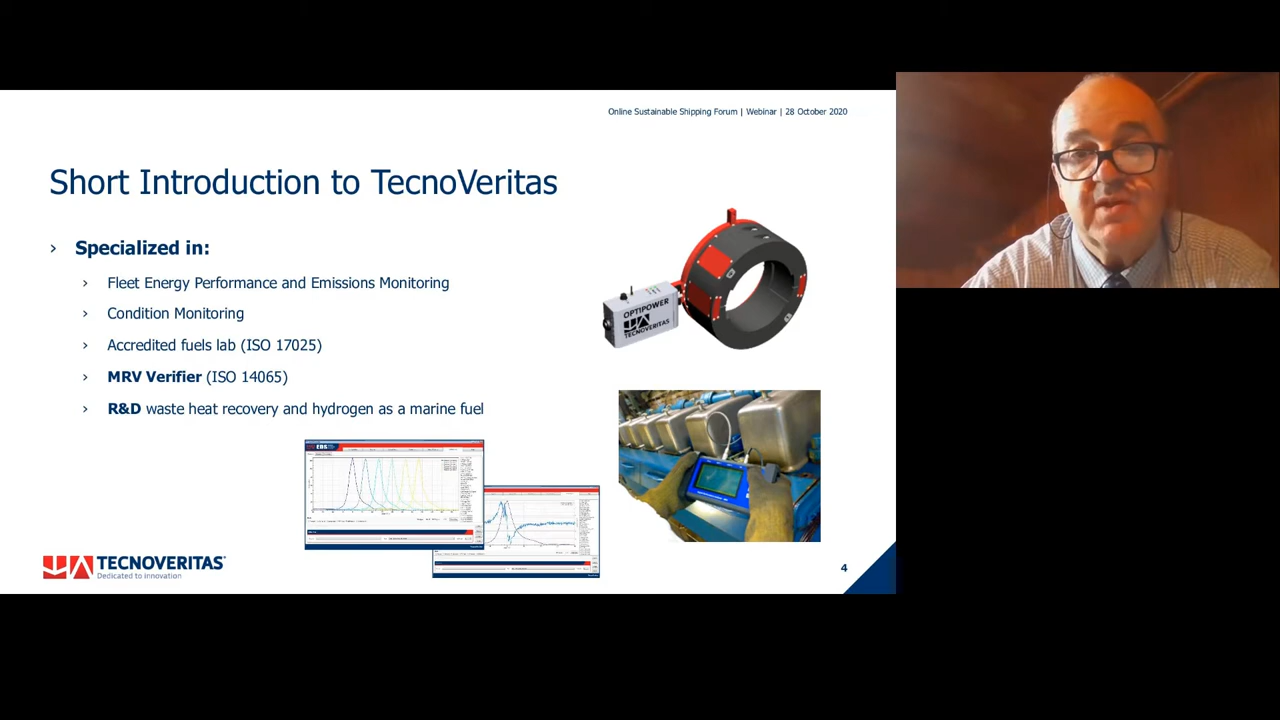 Online Sustainable Shipping Forum | Webinar | 28 October 2020
Short Introduction to TecnoVeritas
› Specialized in:
› Fleet Energy Performance and Emissions Monitoring
› Condition Monitoring
› Accredited fuels lab (ISO 17025)
› MRV Verifier (ISO 14065)
› R&D waste heat recovery and hydrogen as a marine fuel
OPTIPOWER
TECNOVERITAS
EBS
TECNOVERITAS®
Dedicated to innovation
4